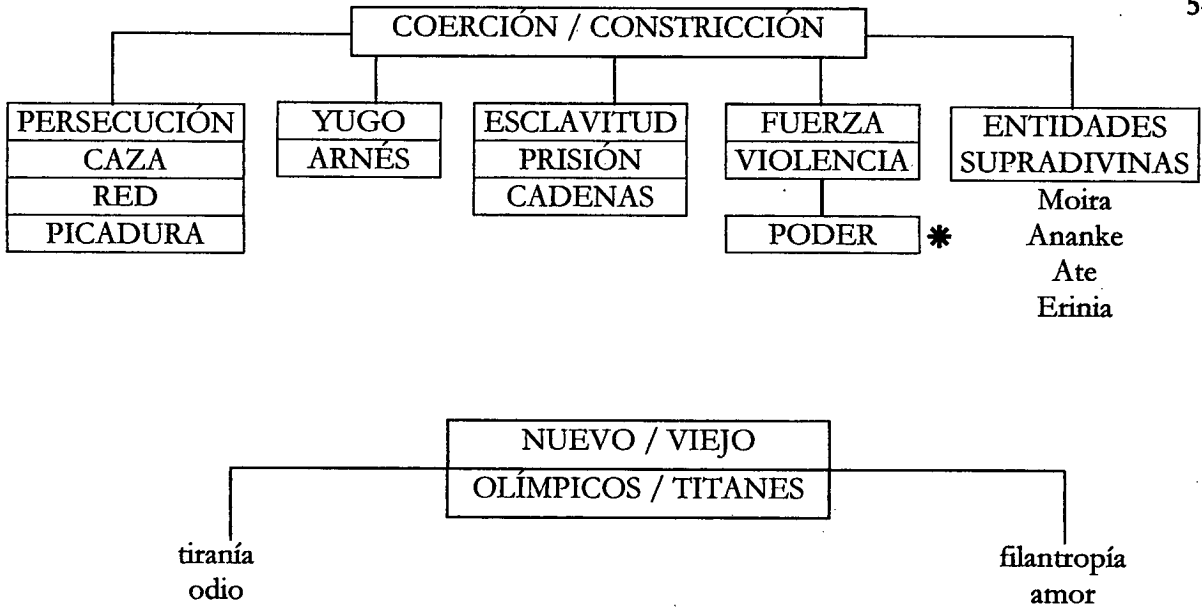 COERCIÓN / CONSTRICCIÓN
PERSECUCIÓN
CAZA
RED
PICADURA
YUGO
ARNÉS
ESCLAVITUD
PRISIÓN
CADENAS
FUERZA
VIOLENCIA
PODER *
ENTIDADES
SUPRADIVINAS
Moira
Ananke
Ate
Erinia
NUEVO / VIEJO
OLÍMPICOS / TITANES
tiranía
odio
filantropía
amor